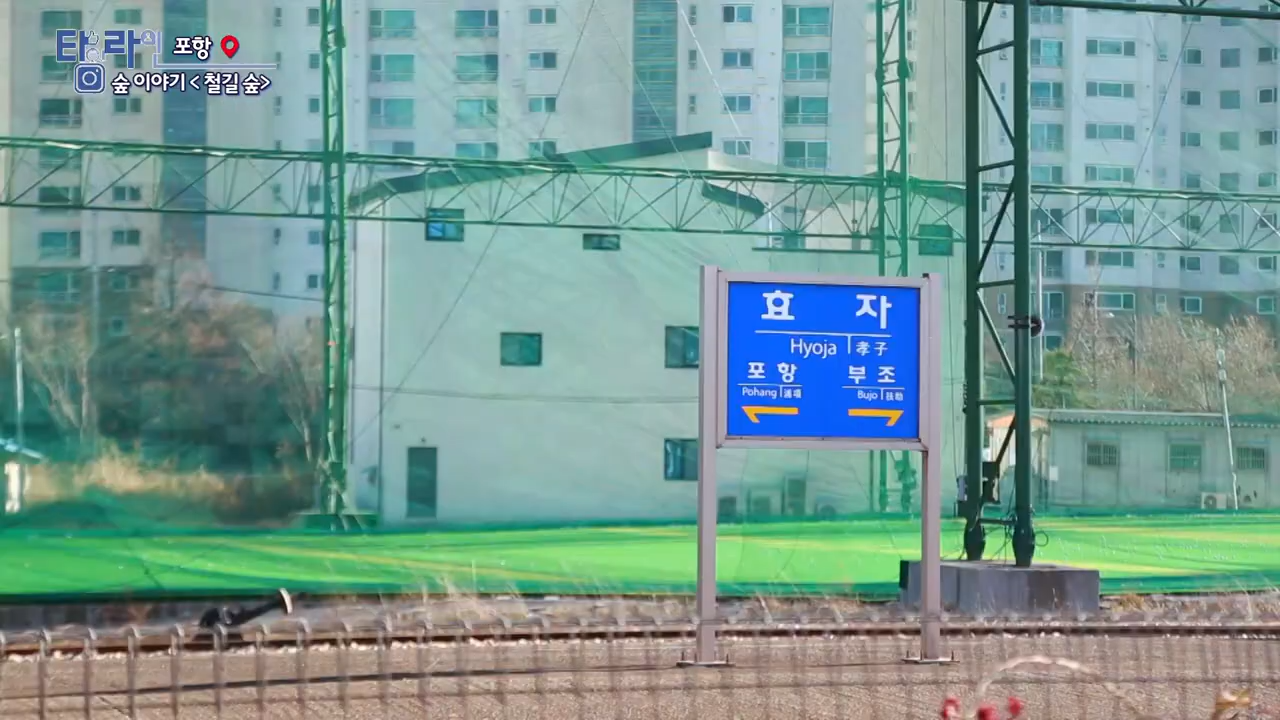 타라인 포항
숲 이야기 < 철길 숲>
효 자
Hyoja 孝子
포항 부조
Pohang 浦項 Bujo 扶助